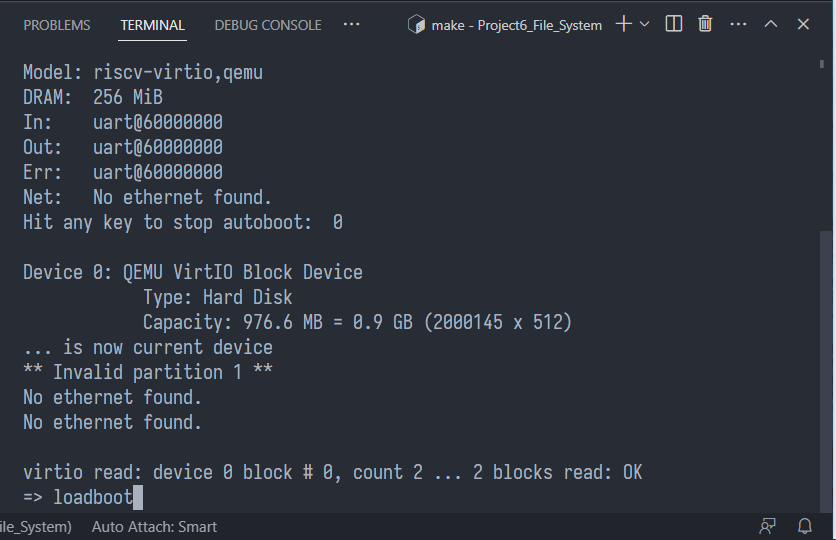 PROBLEMS TERMINAL DEBUG CONSOLE ··· make - Project6_File_System
Model: riscv-virtio,qemu
DRAM:  256 MiB
In:    uart@60000000
Out:   uart@60000000
Err:   uart@60000000
Net:   No ethernet found.
Hit any key to stop autoboot:  0
Device 0: QEMU VirtIO Block Device
            Type: Hard Disk
            Capacity: 976.6 MB = 0.9 GB (2000145 x 512)
... is now current device
** Invalid partition 1 **
No ethernet found.
No ethernet found.
virtio read: device 0 block # 0, count 2 ... 2 blocks read: OK
=> loadboot
ile_System) Auto Attach: Smart